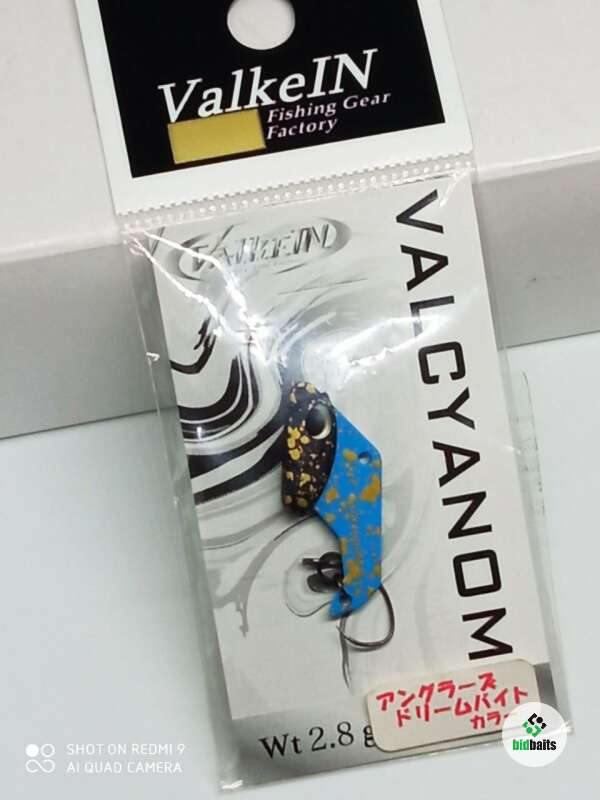 ValkeIN
Fishing Gear
Factory
ValkeIN
VALCYANOM
Wt 2.8 g
アングラーズ
ドリームバイト
カラー
bidbaits
SHOT ON REDMI 9
AI QUAD CAMERA